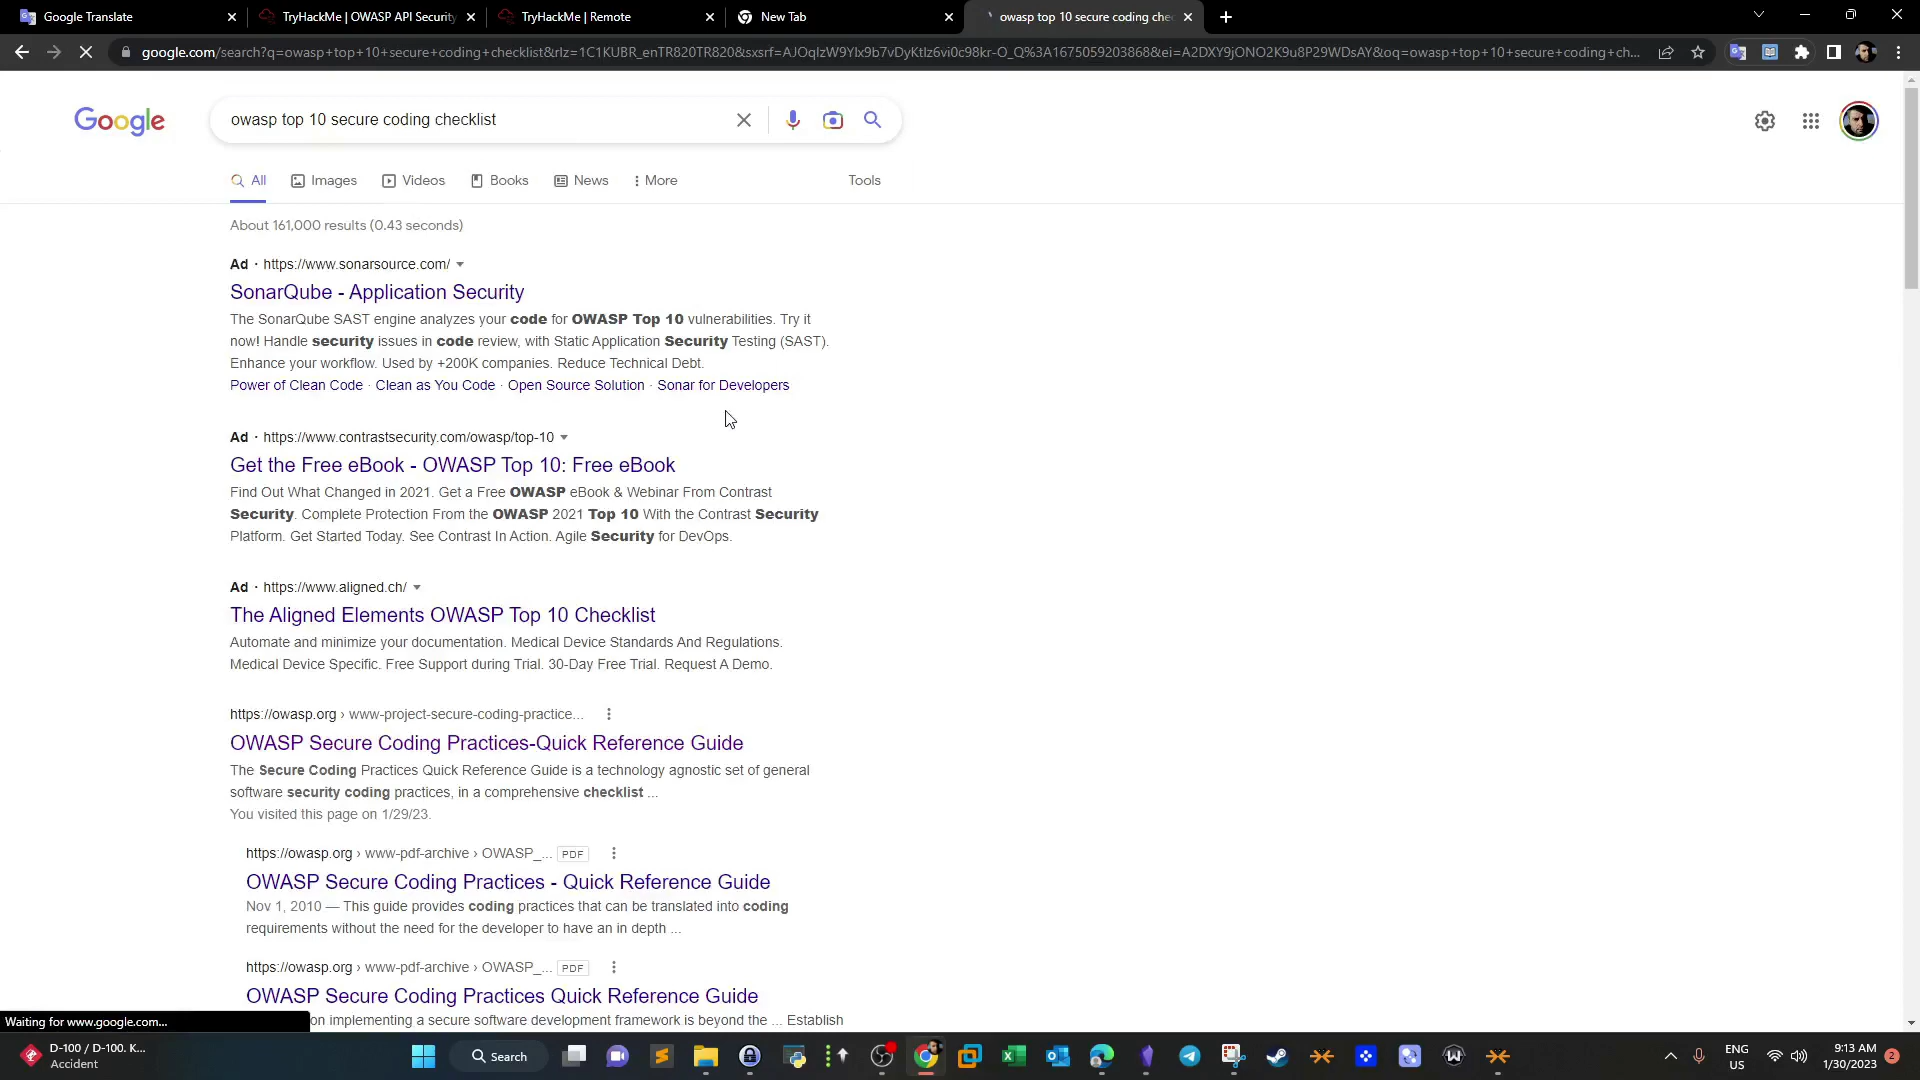 Google Translate
TryHackMe | OWASP API Security
TryHackMe | Remote
New Tab
owasp top 10 secure coding che
google.com/search?q=owasp+top+10+secure+coding+checklist&rlz=1C1KUBR_enTR820TR820&sxsrf=AJOqlzW9Ylx9b7vDyKtlz6vi0c98kr-O_Q%3A1675059203868&ei=A2DXY9jONO2K9u8P29WDsAY&oq=owasp+top+10+secure+coding+ch...
Google
owasp top 10 secure coding checklist
All
Images
Videos
Books
News
More
Tools
About 161,000 results (0.43 seconds)
Ad · https://www.sonarsource.com/
SonarQube - Application Security
The SonarQube SAST engine analyzes your code for OWASP Top 10 vulnerabilities. Try it
now! Handle security issues in code review, with Static Application Security Testing (SAST).
Enhance your workflow. Used by +200K companies. Reduce Technical Debt.
Power of Clean Code · Clean as You Code · Open Source Solution · Sonar for Developers
Ad · https://www.contrastsecurity.com/owasp/top-10
Get the Free eBook - OWASP Top 10: Free eBook
Find Out What Changed in 2021. Get a Free OWASP eBook & Webinar From Contrast
Security. Complete Protection From the OWASP 2021 Top 10 With the Contrast Security
Platform. Get Started Today. See Contrast In Action. Agile Security for DevOps.
Ad · https://www.aligned.ch/
The Aligned Elements OWASP Top 10 Checklist
Automate and minimize your documentation. Medical Device Standards And Regulations.
Medical Device Specific. Free Support during Trial. 30-Day Free Trial. Request A Demo.
https://owasp.org › www-project-secure-coding-practice...
OWASP Secure Coding Practices-Quick Reference Guide
The Secure Coding Practices Quick Reference Guide is a technology agnostic set of general
software security coding practices, in a comprehensive checklist ...
You visited this page on 1/29/23.
https://owasp.org › www-pdf-archive › OWASP_... PDF
OWASP Secure Coding Practices - Quick Reference Guide
Nov 1, 2010 — This guide provides coding practices that can be translated into coding
requirements without the need for the developer to have an in depth ...
https://owasp.org › www-pdf-archive › OWASP_... PDF
OWASP Secure Coding Practices Quick Reference Guide
on implementing a secure software development framework is beyond the ... Establish
Waiting for www.google.com...
D-100 / D-100. K...
Accident
Search
ENG
US
9:13 AM
1/30/2023
2